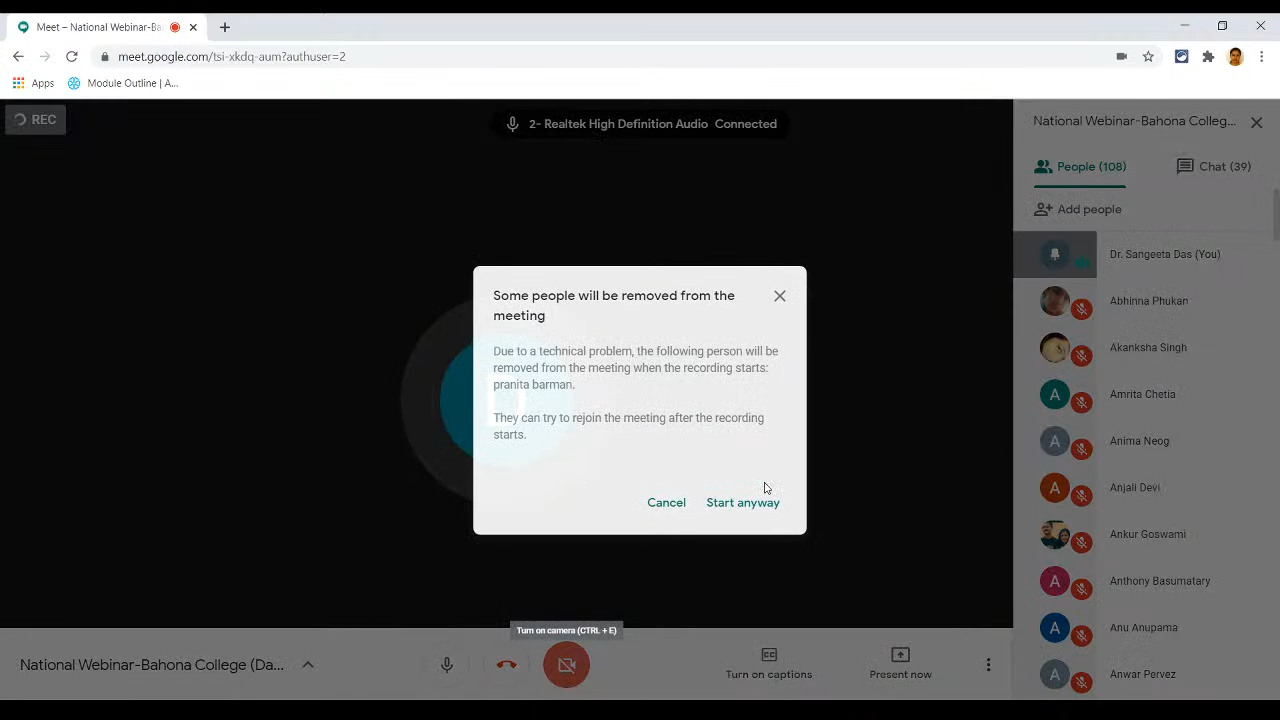 Meet – National Webinar-Ba
meet.google.com/tsi-xkdq-aum?authuser=2
Apps
Module Outline | A...
REC
2- Realtek High Definition Audio Connected
National Webinar-Bahona Colleg...
People (108)
Chat (39)
Add people
Dr. Sangeeta Das (You)
Abhinna Phukan
Akanksha Singh
A
Amrita Chetia
A
Anima Neog
A
Anjali Devi
Ankur Goswami
A
Anthony Basumatary
A
Anu Anupama
A
Anwar Pervez
Some people will be removed from the
meeting
Due to a technical problem, the following person will be
removed from the meeting when the recording starts:
pranita barman.
They can try to rejoin the meeting after the recording
starts.
Cancel
Start anyway
Turn on camera (CTRL + E)
National Webinar-Bahona College (Da...
CC
Turn on captions
Present now